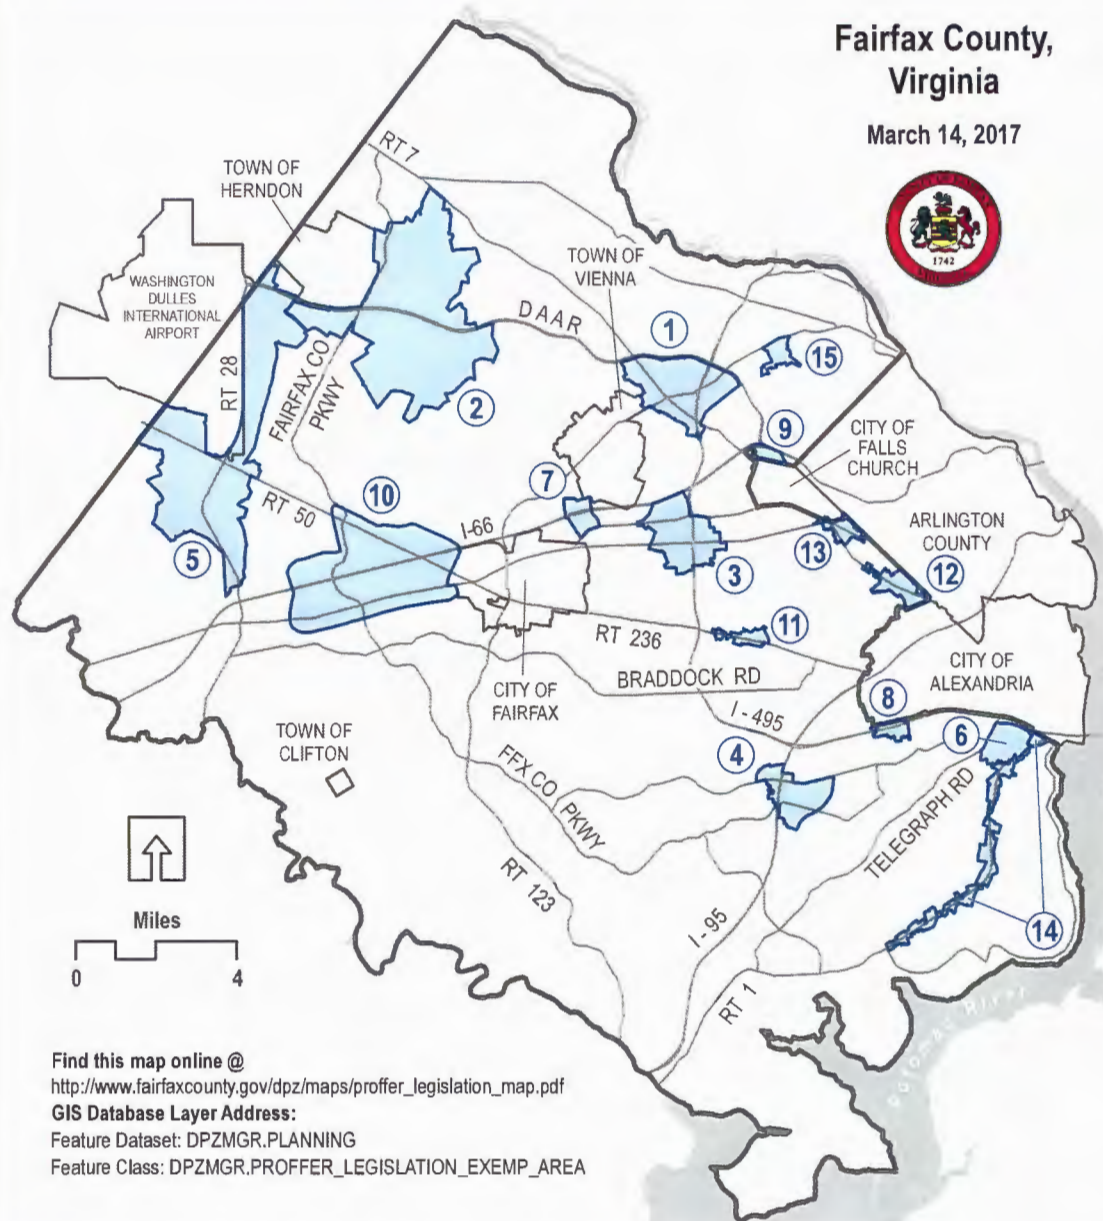 Fairfax County,
Virginia
March 14, 2017
1742
RT 7
TOWN OF
HERNDON
WASHINGTON
DULLES
INTERNATIONAL
AIRPORT
TOWN OF
VIENNA
DAAR
1
15
RT 28
FAIRFAX CO
PKWY
2
9
CITY OF
FALLS
CHURCH
7
10
RT 50
I-66
5
ARLINGTON
COUNTY
13
12
3
11
RT 236
BRADDOCK RD
CITY OF
FAIRFAX
CITY OF
ALEXANDRIA
8
I - 495
6
TOWN OF
CLIFTON
4
FFX CO PKWY
TELEGRAPH RD
RT 123
I - 95
14
RT 1
Potomac River
Miles
0
4
Find this map online @
http://www.fairfaxcounty.gov/dpz/maps/proffer_legislation_map.pdf
GIS Database Layer Address:
Feature Dataset: DPZMGR.PLANNING
Feature Class: DPZMGR.PROFFER_LEGISLATION_EXEMP_AREA